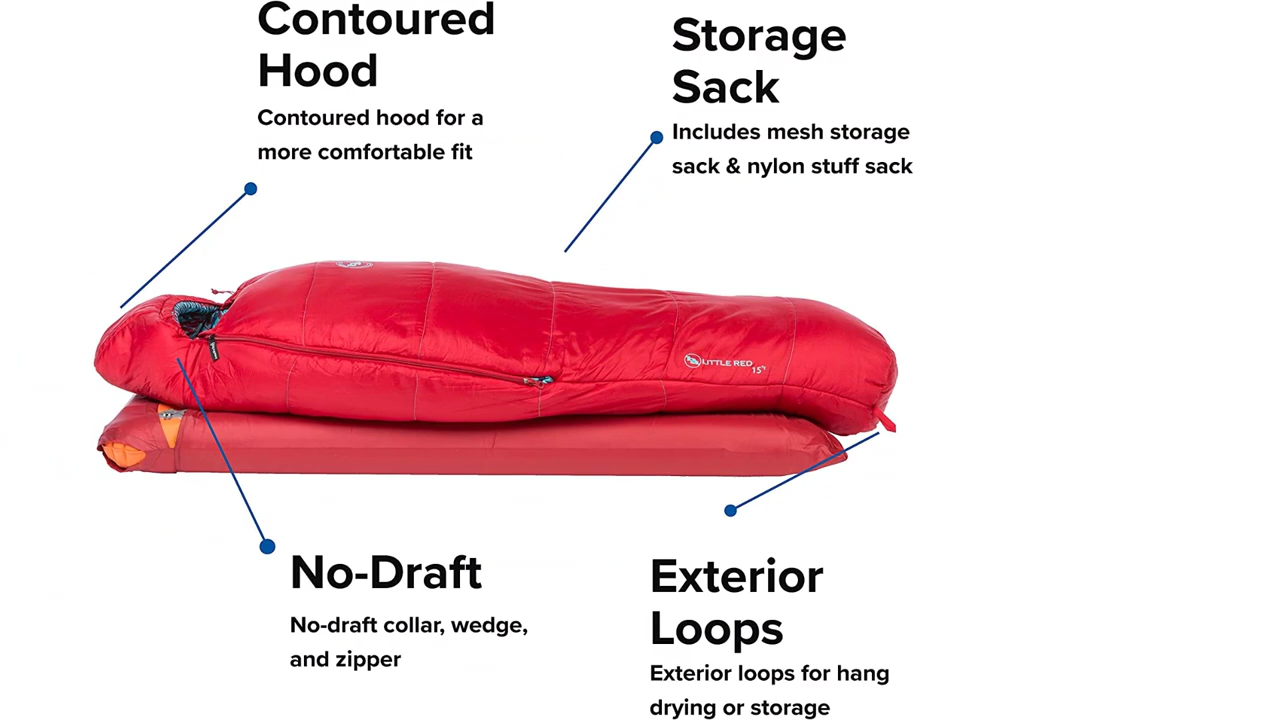 Contoured
Hood
Contoured hood for a
more comfortable fit
Storage
Sack
Includes mesh storage
sack & nylon stuff sack
LITTLE RED
15°F
No-Draft
No-draft collar, wedge,
and zipper
Exterior
Loops
Exterior loops for hang
drying or storage